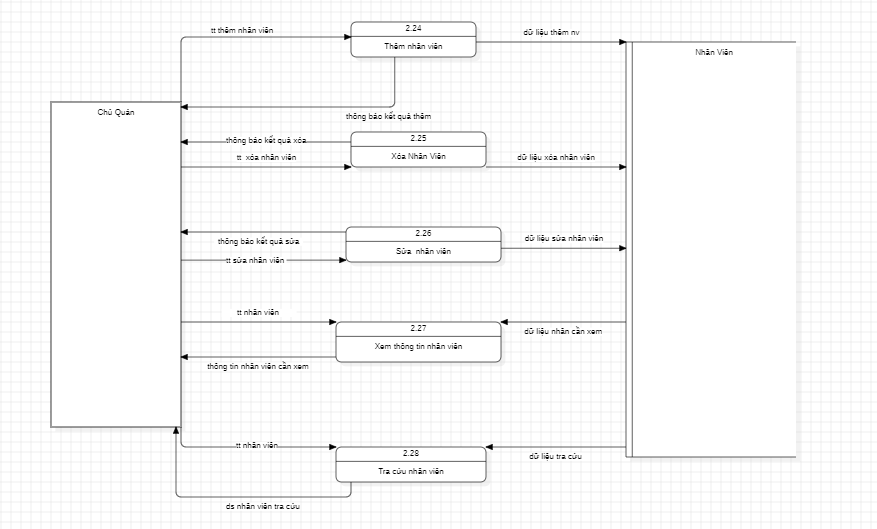 tt thêm nhân viên
2.24
Thêm nhân viên
dữ liệu thêm nv
Nhân Viên
Chủ Quán
thông báo kết quả thêm
thông báo kết quả xóa
2.25
Xóa Nhân Viên
tt xóa nhân viên
dữ liệu xóa nhân viên
2.26
Sửa nhân viên
dữ liệu sửa nhân viên
thông báo kết quả sửa
tt sửa nhân viên
tt nhân viên
2.27
Xem thông tin nhân viên
dữ liệu nhân cần xem
thông tin nhân viên cần xem
tt nhân viên
2.28
Tra cứu nhân viên
dữ liệu tra cứu
ds nhân viên tra cứu